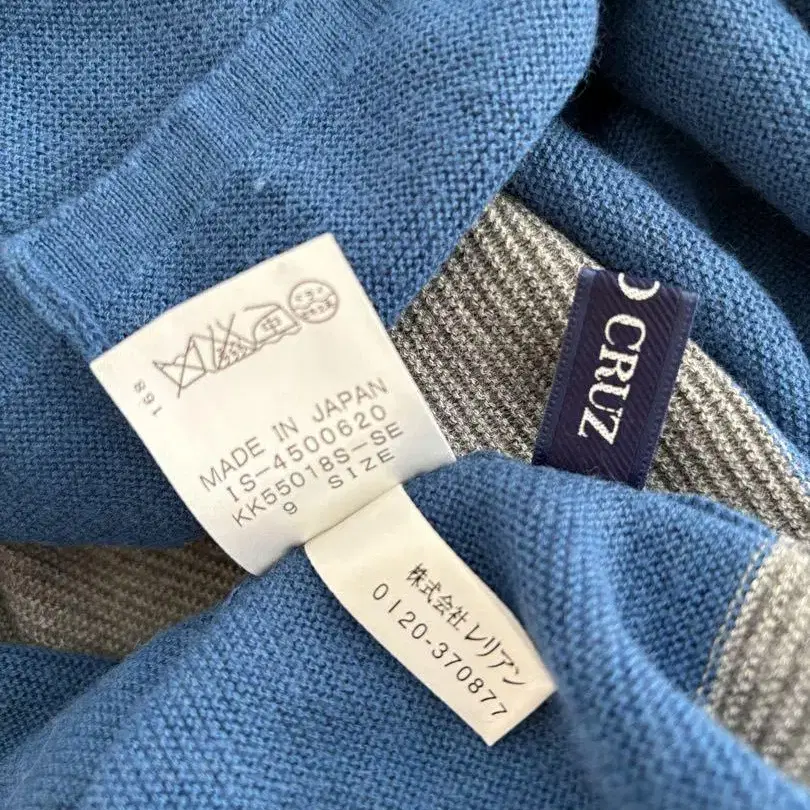 168
中
MADE IN JAPAN
IS-4500620
KK55018S-SE
9 SIZE
株式会社 レリアン
0120-370877
O CRUZ